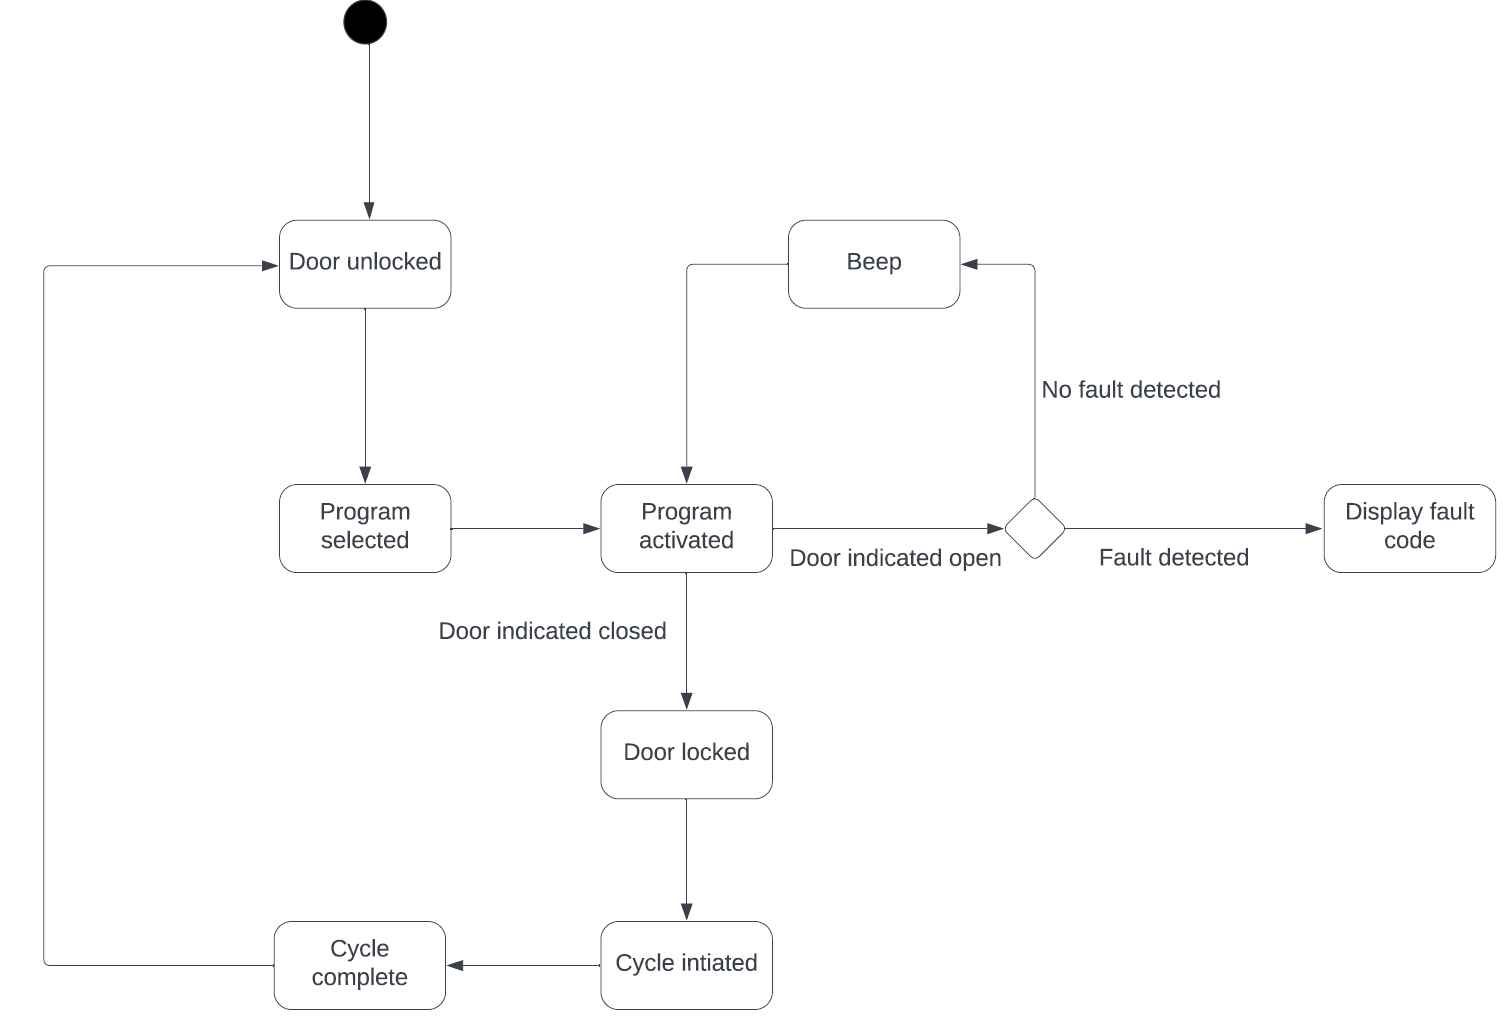 Door unlocked
Beep
No fault detected
Program
selected
Program
activated
Door indicated open
Fault detected
Display fault
code
Door indicated closed
Door locked
Cycle
complete
Cycle intiated